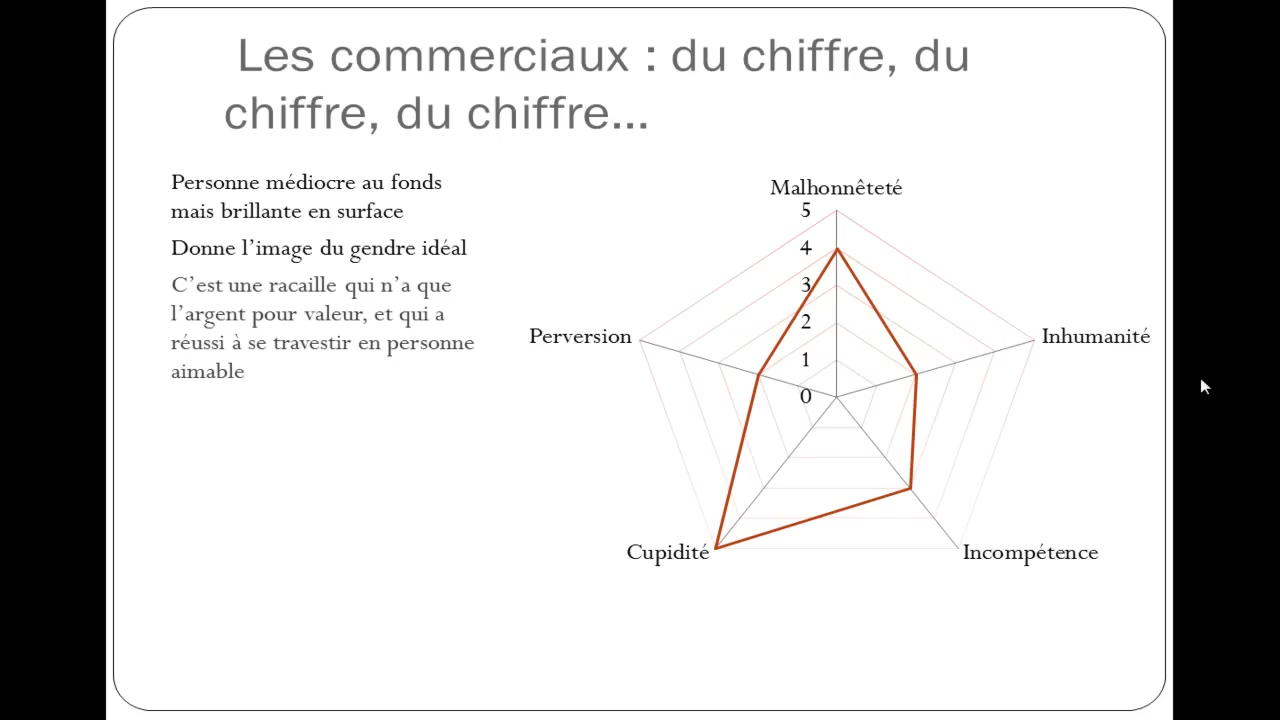 Les commerciaux : du chiffre, du
chiffre, du chiffre...
Personne médiocre au fonds
mais brillante en surface
Donne l'image du gendre idéal
C'est une racaille qui n'a que
l'argent pour valeur, et qui a
réussi à se travestir en personne
aimable
Malhonnêteté
5
4
3
2
1
0
Perversion
Inhumanité
Cupidité
Incompétence